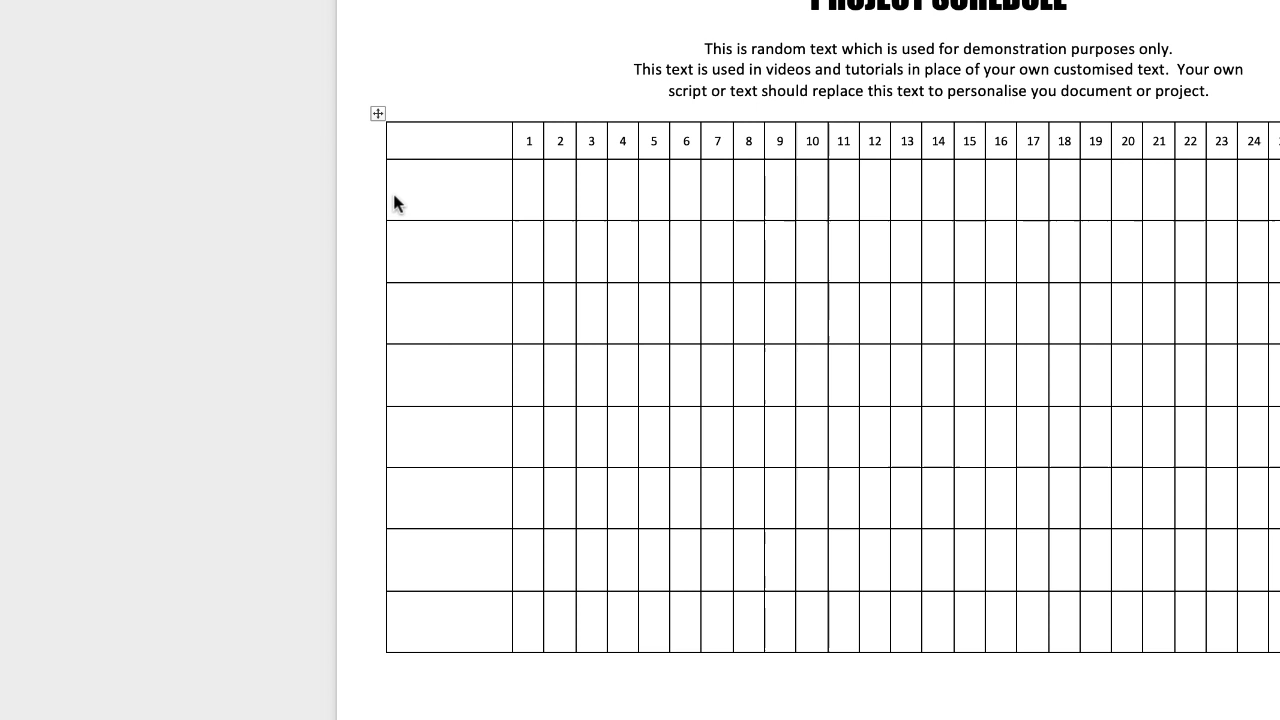 PROJECT SCHEDULE
This is random text which is used for demonstration purposes only.
This text is used in videos and tutorials in place of your own customised text.  Your own
script or text should replace this text to personalise you document or project.
1 2 3 4 5 6 7 8 9 10 11 12 13 14 15 16 17 18 19 20 21 22 23 24